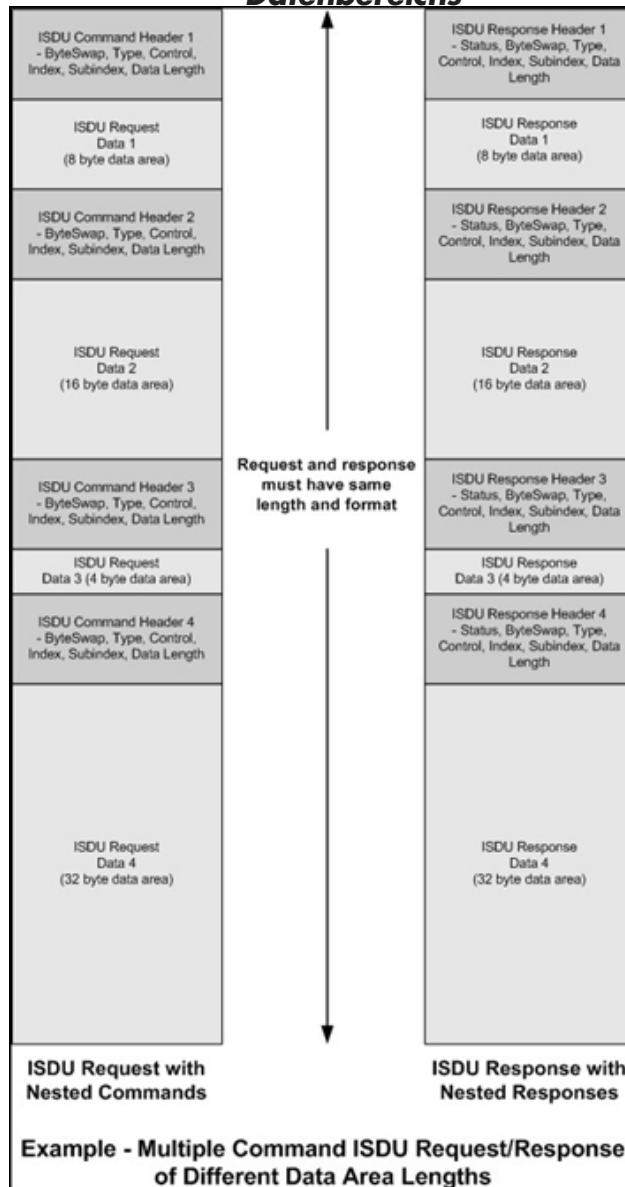 Datenbereichs
ISDU Command Header 1
- ByteSwap, Type, Control,
Index, Subindex, Data Length
ISDU Request
Data 1
(8 byte data area)
ISDU Command Header 2
- ByteSwap, Type, Control,
Index, Subindex, Data Length
ISDU Request
Data 2
(16 byte data area)
ISDU Command Header 3
- ByteSwap, Type, Control,
Index, Subindex, Data Length
ISDU Request
Data 3 (4 byte data area)
ISDU Command Header 4
- ByteSwap, Type, Control,
Index, Subindex, Data Length
ISDU Request
Data 4
(32 byte data area)
ISDU Request with
Nested Commands
Request and response
must have same
length and format
ISDU Response Header 1
- Status, ByteSwap, Type,
Control, Index, Subindex, Data
Length
ISDU Response
Data 1
(8 byte data area)
ISDU Response Header 2
- Status, ByteSwap, Type,
Control, Index, Subindex, Data
Length
ISDU Response
Data 2
(16 byte data area)
ISDU Response Header 3
- Status, ByteSwap, Type,
Control, Index, Subindex, Data
Length
ISDU Response
Data 3 (4 byte data area)
ISDU Response Header 4
- Status, ByteSwap, Type,
Control, Index, Subindex, Data
Length
ISDU Response
Data 4
(32 byte data area)
ISDU Response with
Nested Responses
Example - Multiple Command ISDU Request/Response
of Different Data Area Lengths